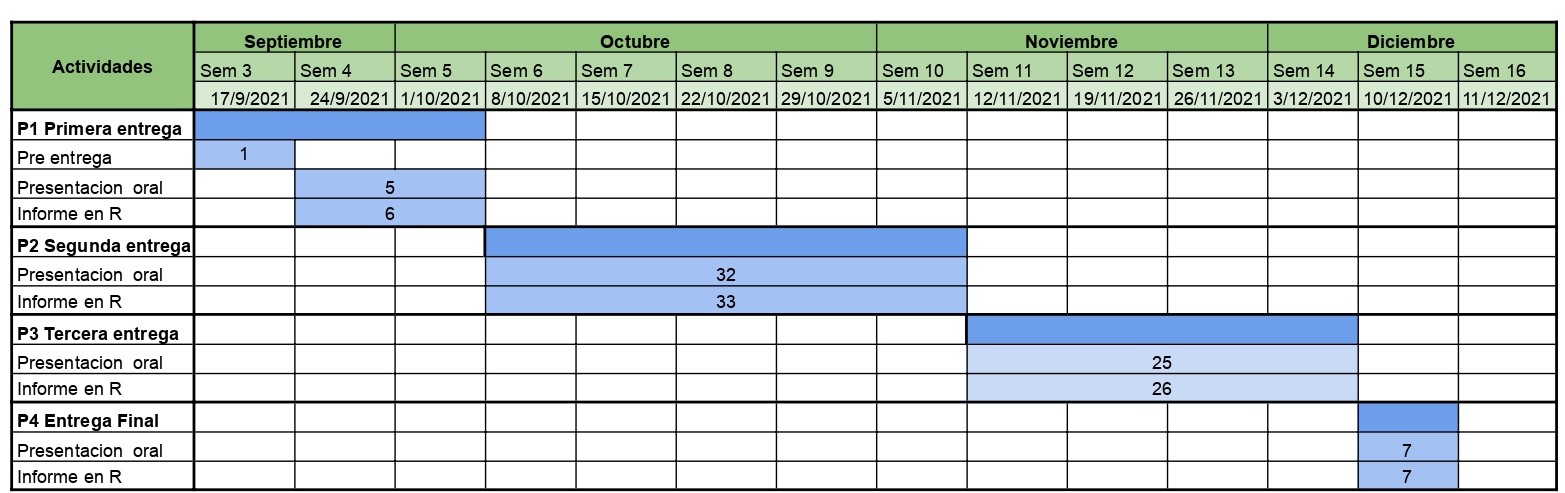 Actividades Septiembre Octubre Noviembre Diciembre
Sem 3 Sem 4 Sem 5 Sem 6 Sem 7 Sem 8 Sem 9 Sem 10 Sem 11 Sem 12 Sem 13 Sem 14 Sem 15 Sem 16
17/9/2021 24/9/2021 1/10/2021 8/10/2021 15/10/2021 22/10/2021 29/10/2021 5/11/2021 12/11/2021 19/11/2021 26/11/2021 3/12/2021 10/12/2021 11/12/2021
P1 Primera entrega
Pre entrega 1
Presentacion oral 5
Informe en R 6
P2 Segunda entrega
Presentacion oral 32
Informe en R 33
P3 Tercera entrega
Presentacion oral 25
Informe en R 26
P4 Entrega Final
Presentacion oral 7
Informe en R 7